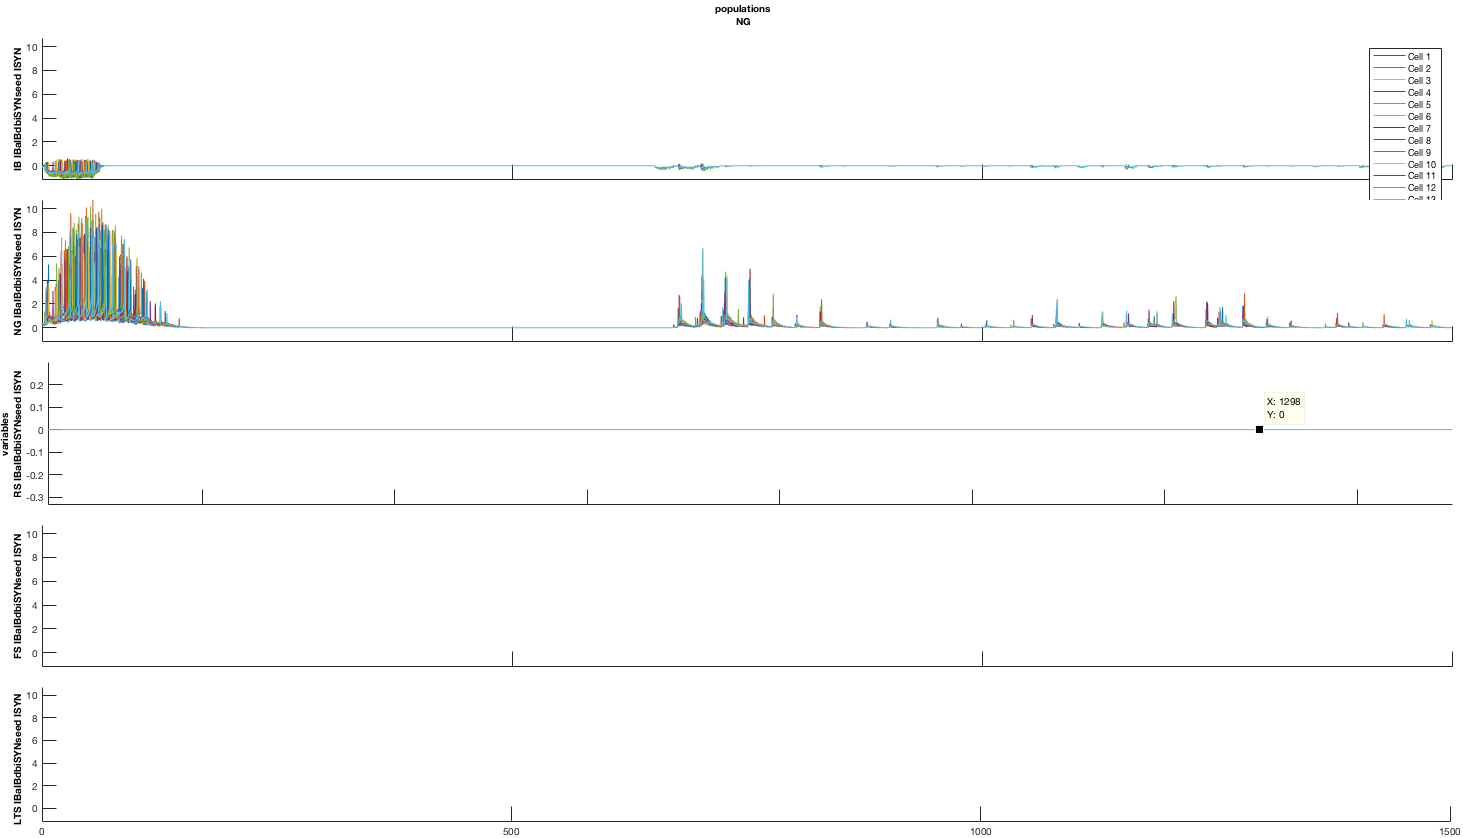 populations
NG
IB IBaIBdbiSYNseed ISYN
10
8
6
4
2
0
Cell 1
Cell 2
Cell 3
Cell 4
Cell 5
Cell 6
Cell 7
Cell 8
Cell 9
Cell 10
Cell 11
Cell 12
Cell 13
NG IBaIBdbiSYNseed ISYN
10
8
6
4
2
0
variables
RS IBaIBdbiSYNseed ISYN
0.2
0.1
0
-0.1
-0.2
-0.3
X: 1298
Y: 0
FS IBaIBdbiSYNseed ISYN
10
8
6
4
2
0
LTS IBaIBdbiSYNseed ISYN
10
8
6
4
2
0
0 500 1000 1500